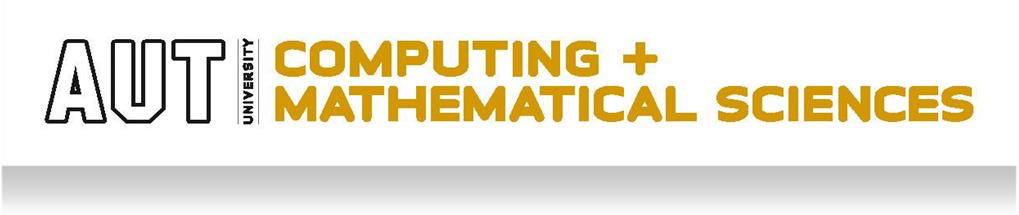 AUT
UNIVERSITY
COMPUTING +
MATHEMATICAL SCIENCES